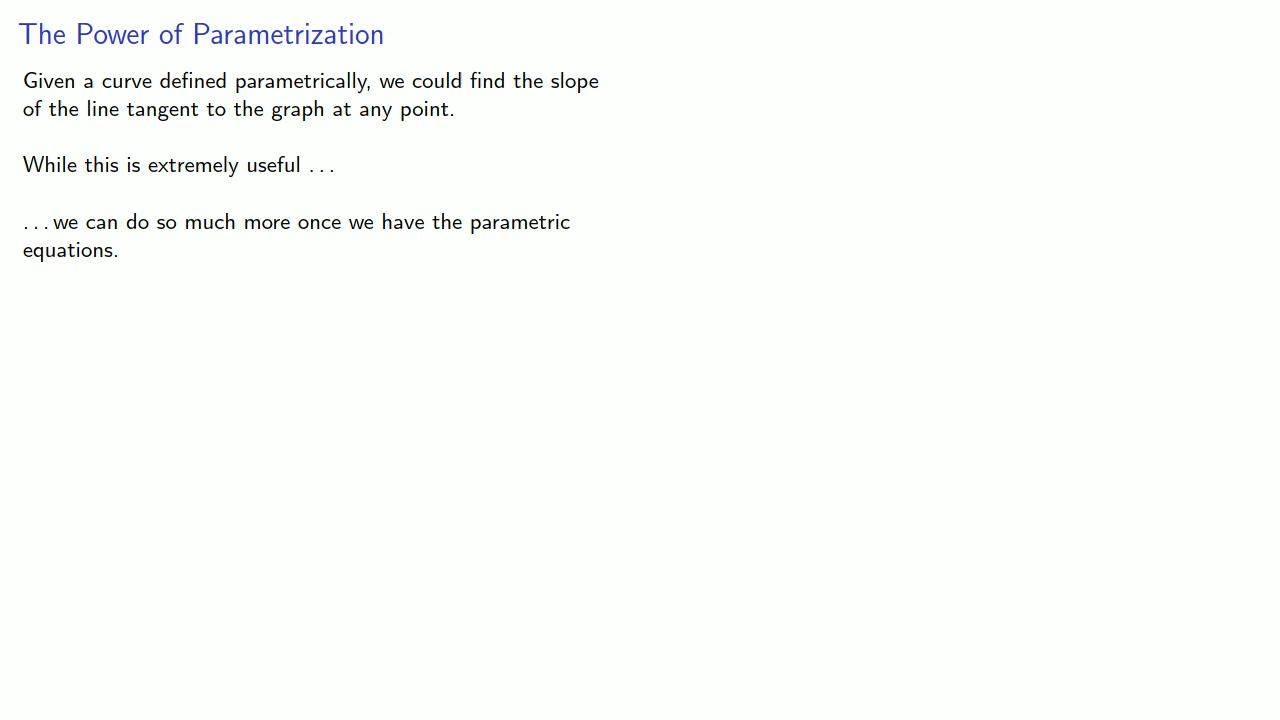 The Power of Parametrization
Given a curve defined parametrically, we could find the slope
of the line tangent to the graph at any point.
While this is extremely useful . . .
. . . we can do so much more once we have the parametric
equations.